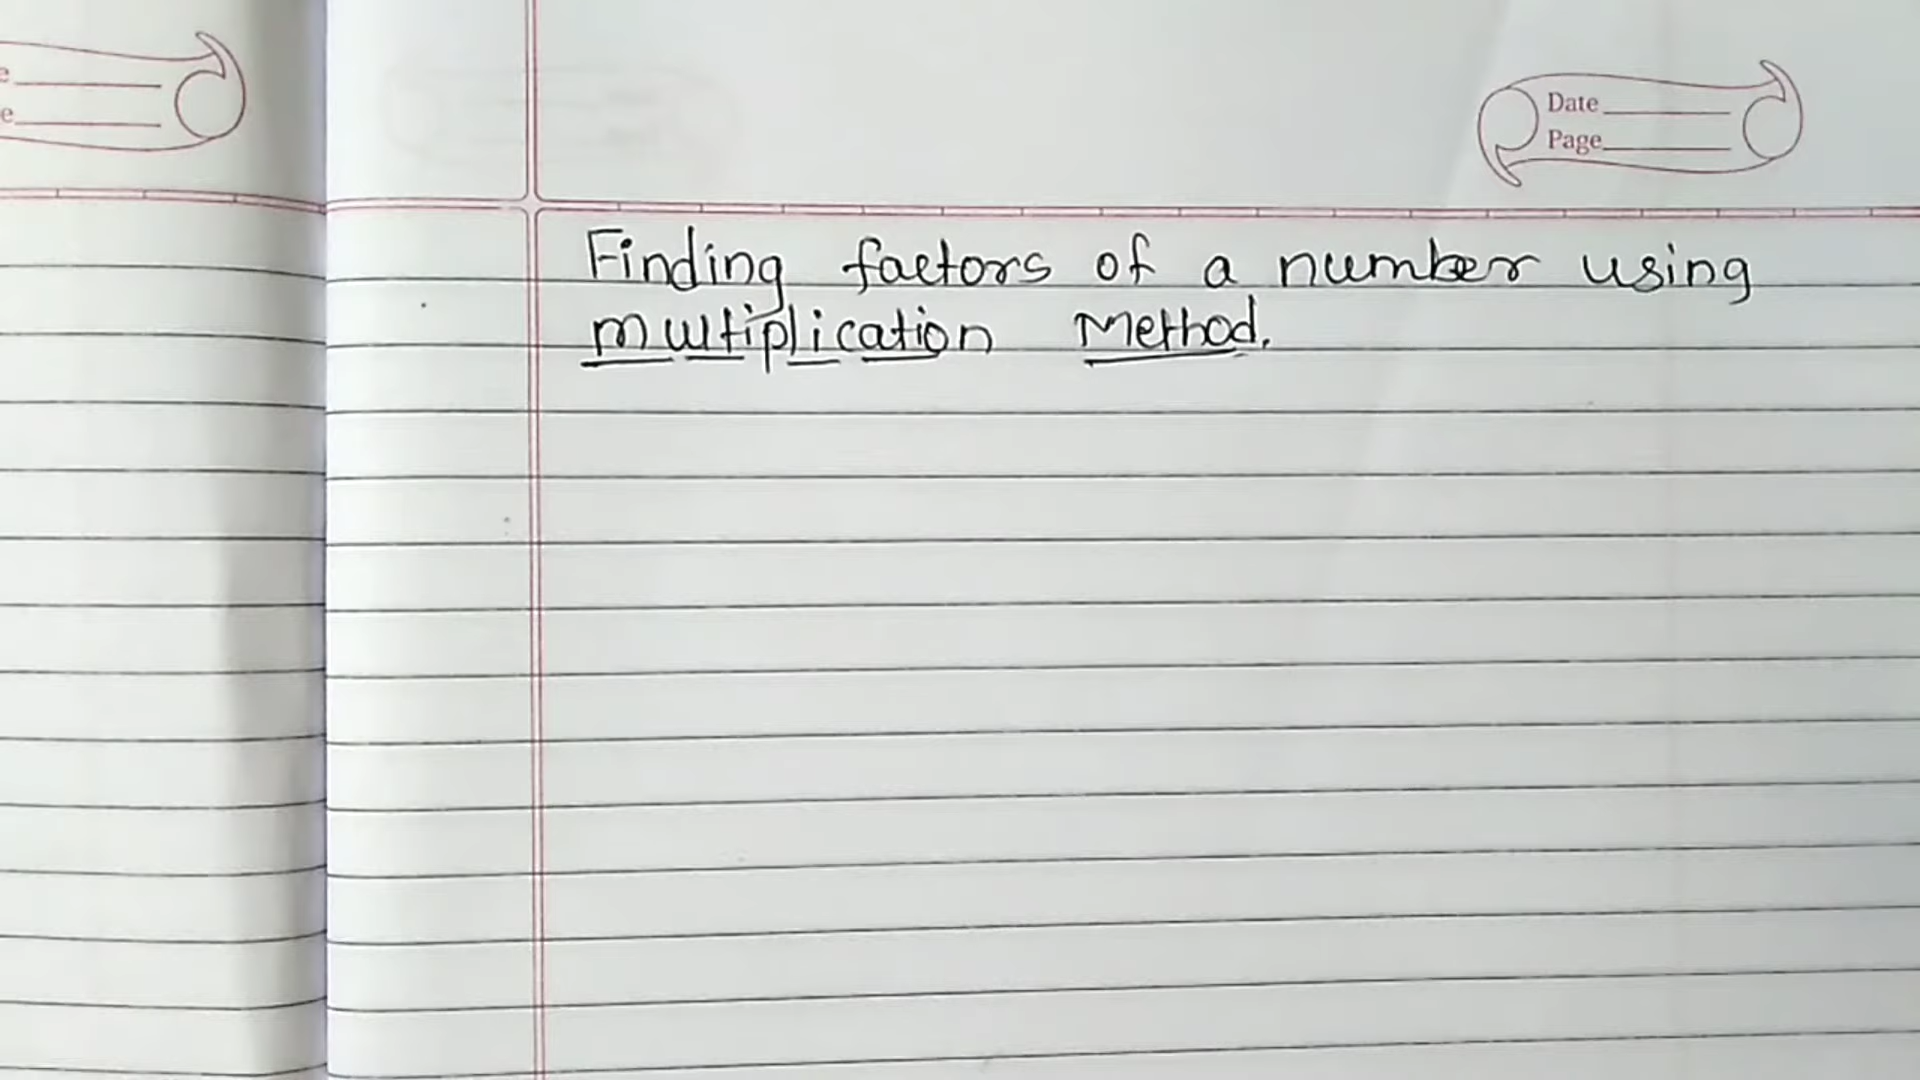 e
e
Date
Page
Finding factors of a number using
multiplication Method.